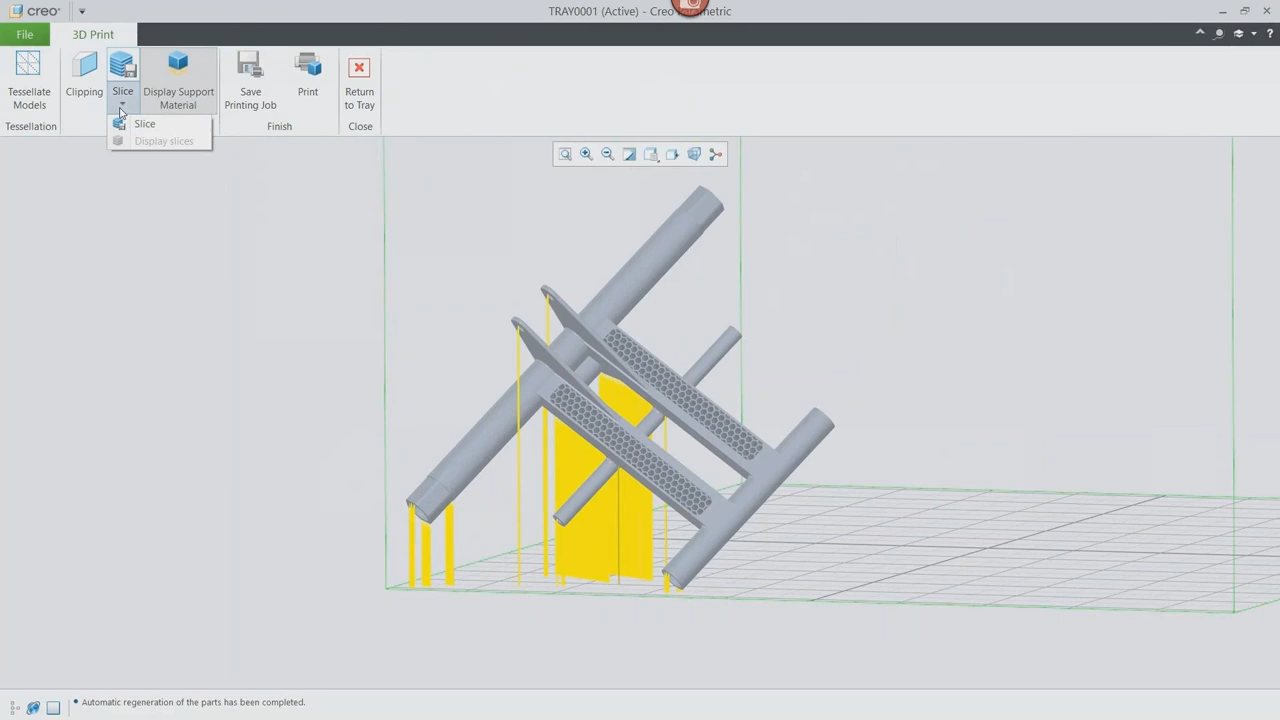 creo
TRAY0001 (Active) - Creo Parametric
File
3D Print
?
Tessellate
Models
Clipping
Slice
Display Support
Material
Save
Printing Job
Print
Return
to Tray
Tessellation
Finish
Close
Slice
Display slices
Automatic regeneration of the parts has been completed.